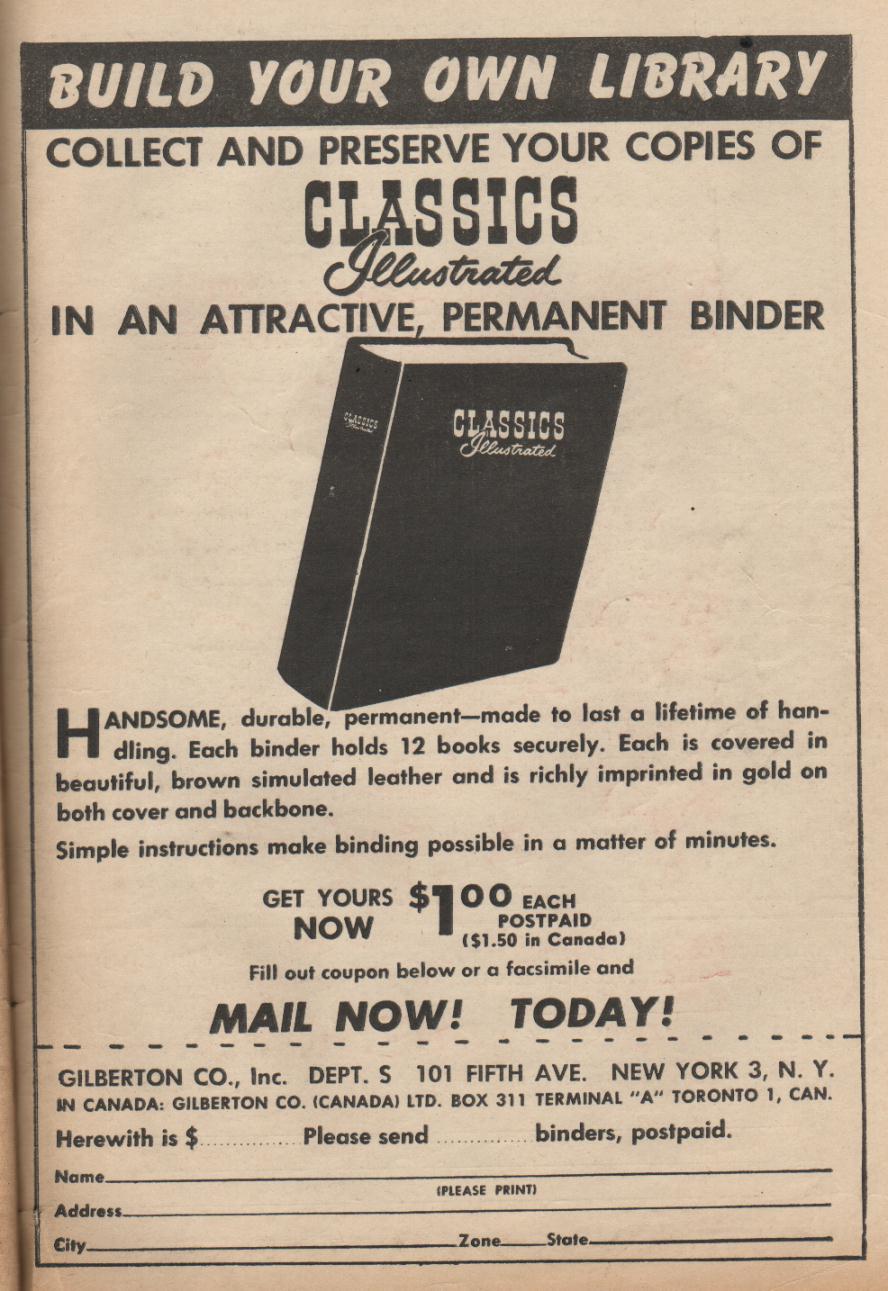 BUILD YOUR OWN LIBRARY
COLLECT AND PRESERVE YOUR COPIES OF
CLASSICS
Illustrated
IN AN ATTRACTIVE, PERMANENT BINDER
CLASSICS
Illustrated
CLASSICS
Illustrated
HANDSOME, durable, permanent—made to last a lifetime of han-
dling. Each binder holds 12 books securely. Each is covered in
beautiful, brown simulated leather and is richly imprinted in gold on
both cover and backbone.
Simple instructions make binding possible in a matter of minutes.
GET YOURS NOW $1.00 EACH
POSTPAID
($1.50 in Canada)
Fill out coupon below or a facsimile and
MAIL NOW! TODAY!
GILBERTON CO., Inc. DEPT. S 101 FIFTH AVE. NEW YORK 3, N. Y.
IN CANADA: GILBERTON CO. (CANADA) LTD. BOX 311 TERMINAL "A" TORONTO 1, CAN.
Herewith is $.............. Please send .............. binders, postpaid.
Name
(PLEASE PRINT)
Address
City Zone State